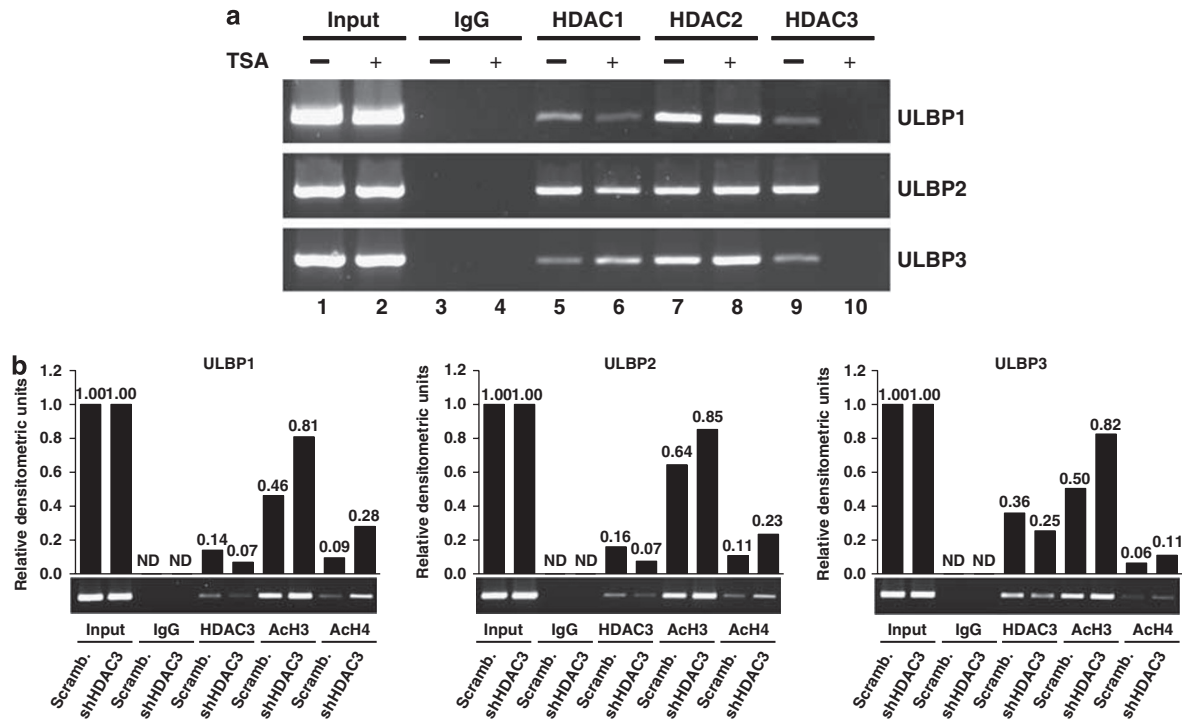 a
Input IgG HDAC1 HDAC2 HDAC3
TSA − + − + − + − + − +
ULBP1
ULBP2
ULBP3
1 2 3 4 5 6 7 8 9 10
b
ULBP1
Relative densitometric units
1.2
1.0
0.8
0.6
0.4
0.2
0.0
1.00 1.00 ND ND 0.14 0.07 0.46 0.81 0.09 0.28
Input IgG HDAC3 AcH3 AcH4
Scramb. shHDAC3 Scramb. shHDAC3 Scramb. shHDAC3 Scramb. shHDAC3 Scramb. shHDAC3
ULBP2
Relative densitometric units
1.2
1.0
0.8
0.6
0.4
0.2
0.0
1.00 1.00 ND ND 0.16 0.07 0.64 0.85 0.11 0.23
Input IgG HDAC3 AcH3 AcH4
Scramb. shHDAC3 Scramb. shHDAC3 Scramb. shHDAC3 Scramb. shHDAC3 Scramb. shHDAC3
ULBP3
Relative densitometric units
1.2
1.0
0.8
0.6
0.4
0.2
0.0
1.00 1.00 ND ND 0.36 0.25 0.50 0.82 0.06 0.11
Input IgG HDAC3 AcH3 AcH4
Scramb. shHDAC3 Scramb. shHDAC3 Scramb. shHDAC3 Scramb. shHDAC3 Scramb. shHDAC3